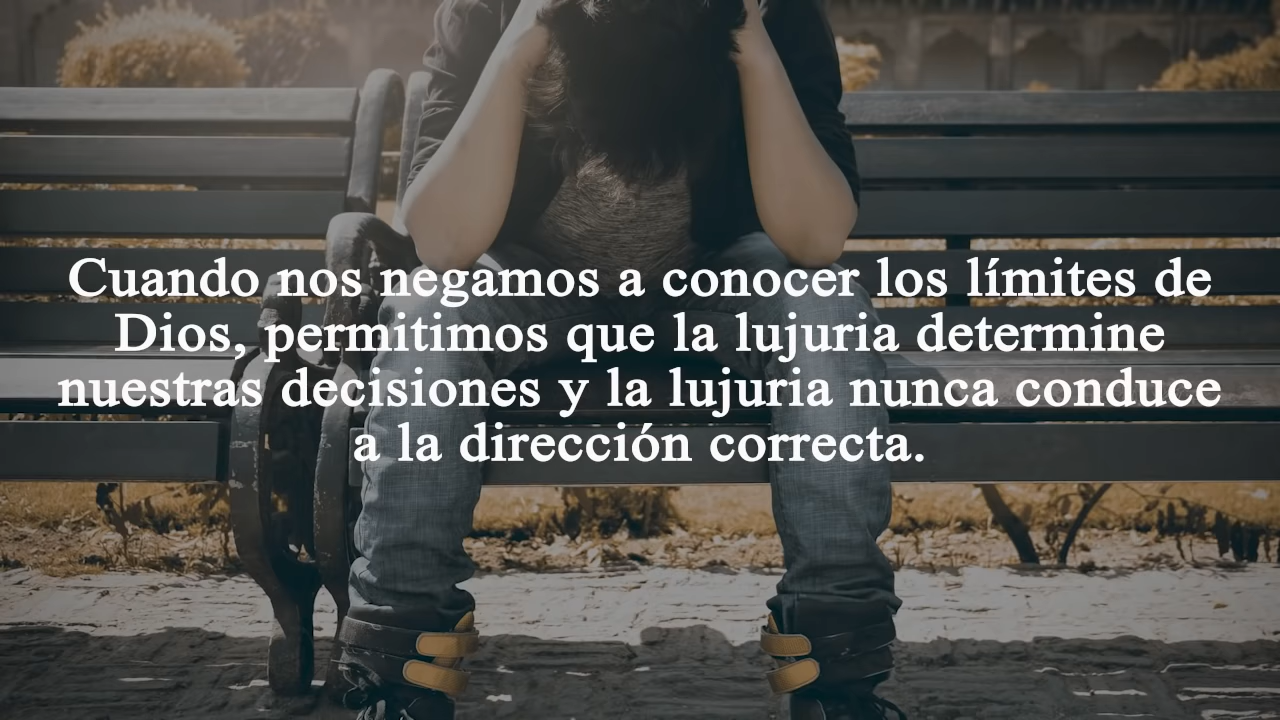 Cuando nos negamos a conocer los límites de
Dios, permitimos que la lujuria determine
nuestras decisiones y la lujuria nunca conduce
a la dirección correcta.